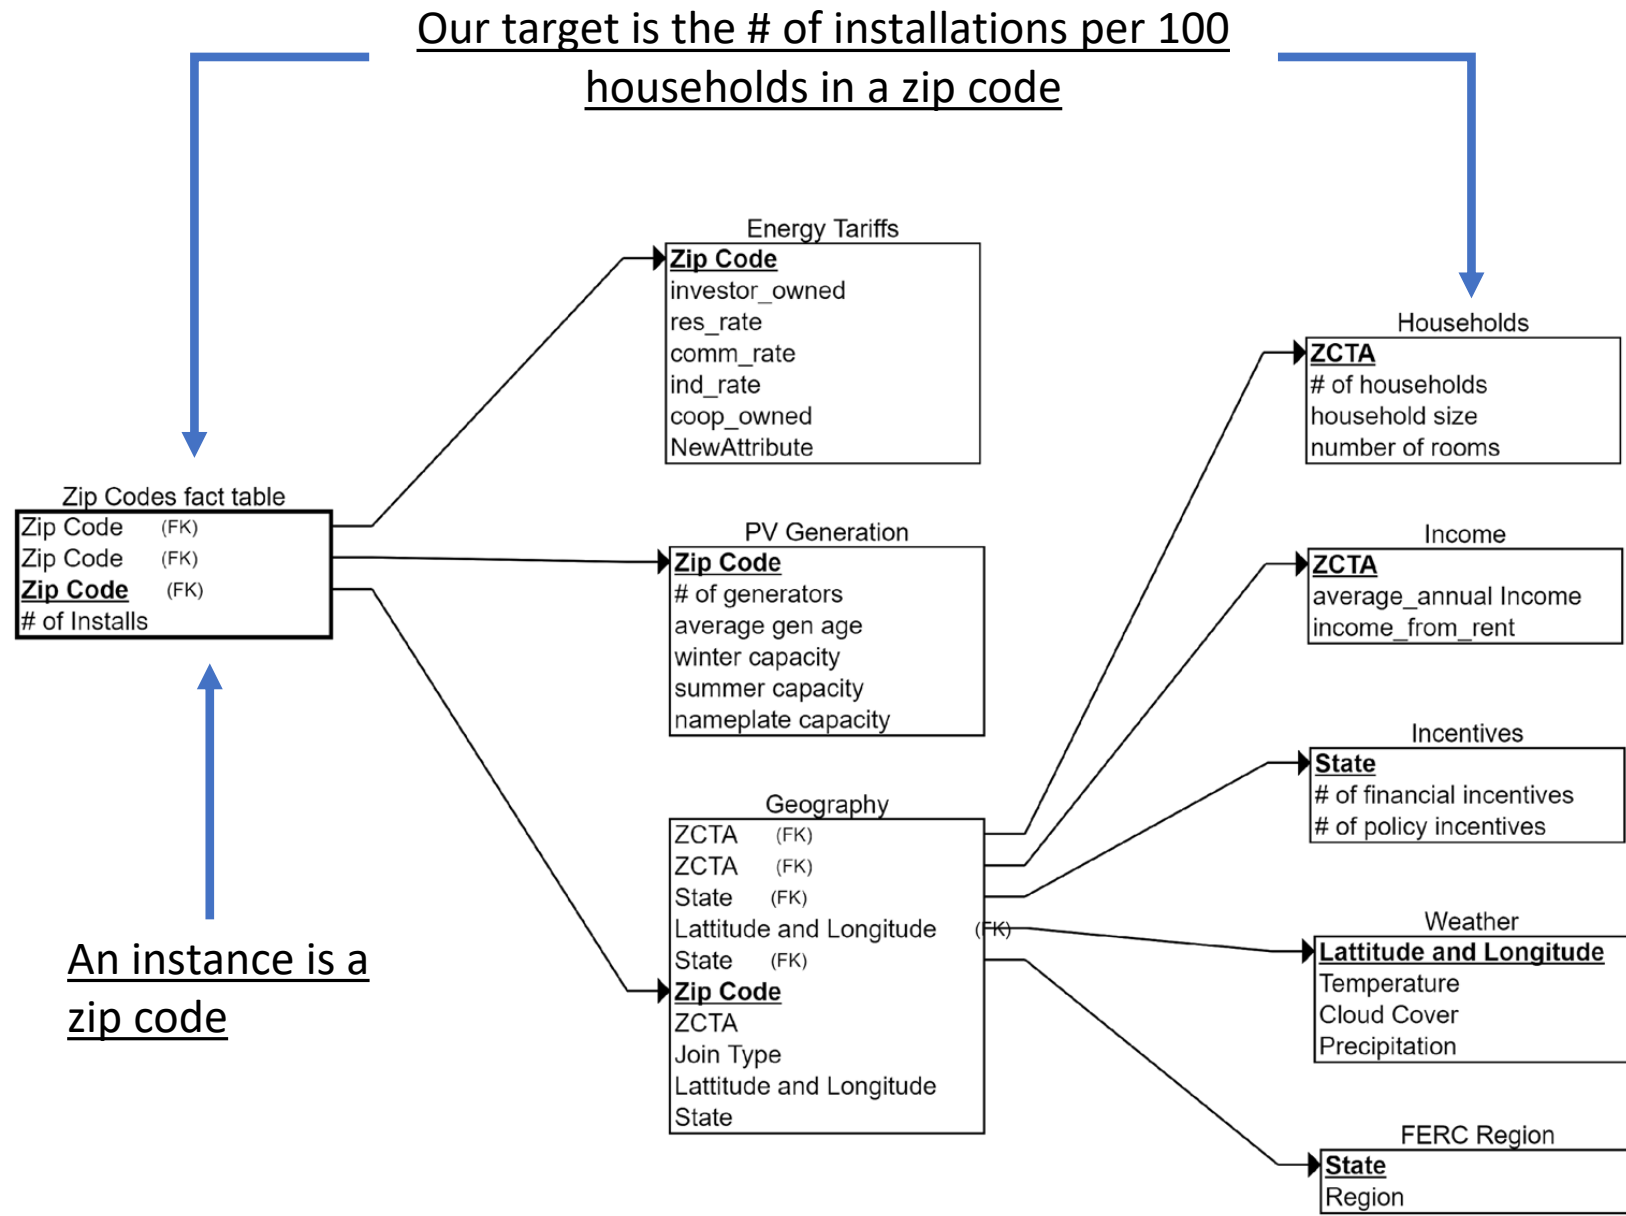 Our target is the # of installations per 100
households in a zip code
Zip Codes fact table
Zip Code (FK)
Zip Code (FK)
Zip Code (FK)
# of Installs
An instance is a
zip code
Energy Tariffs
Zip Code
investor_owned
res_rate
comm_rate
ind_rate
coop_owned
NewAttribute
PV Generation
Zip Code
# of generators
average gen age
winter capacity
summer capacity
nameplate capacity
Geography
ZCTA (FK)
ZCTA (FK)
State (FK)
Lattitude and Longitude (FK)
State (FK)
Zip Code
ZCTA
Join Type
Lattitude and Longitude
State
Households
ZCTA
# of households
household size
number of rooms
Income
ZCTA
average_annual Income
income_from_rent
Incentives
State
# of financial incentives
# of policy incentives
Weather
Lattitude and Longitude
Temperature
Cloud Cover
Precipitation
FERC Region
State
Region